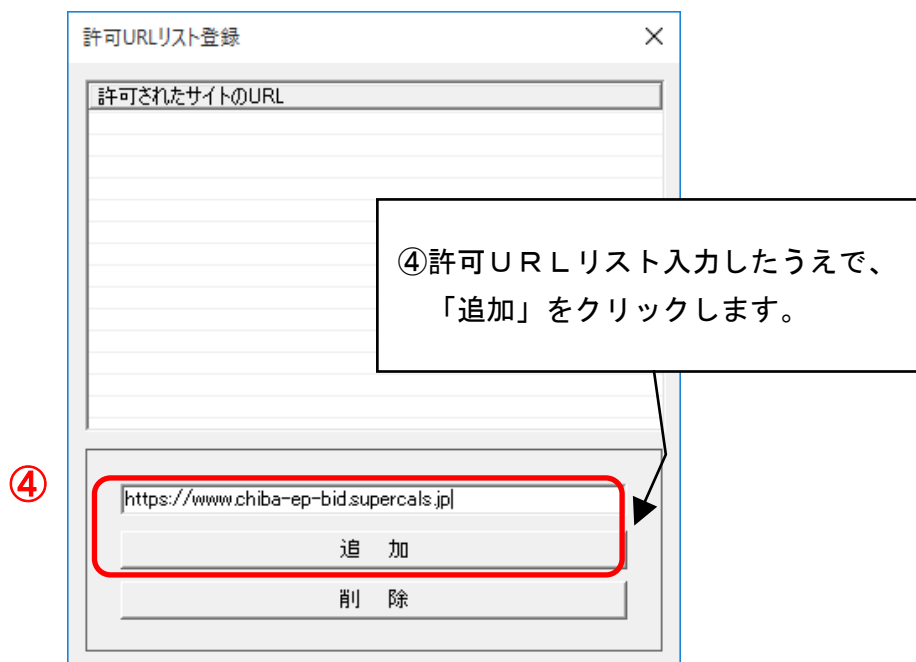 許可URLリスト登録
許可されたサイトのURL
④許可ＵＲＬリスト入力したうえで、
「追加」をクリックします。
④
https://www.chiba-ep-bid.supercals.jp
追 加
削 除